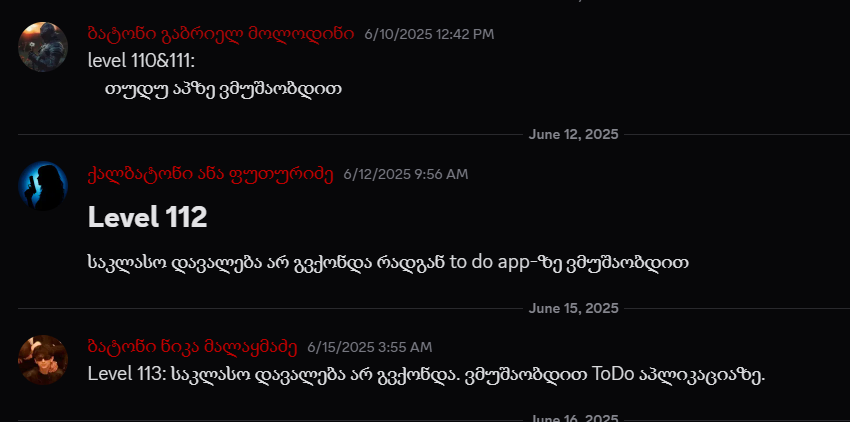 ბატონი გაბრიელ მოლოდინი 6/10/2025 12:42 PM
level 110&111:
თუდუ აპზე ვმუშაობდით
June 12, 2025
ქალბატონი ანა ფუთურიძე 6/12/2025 9:56 AM
Level 112
საკლასო დავალება არ გვქონდა რადგან to do app-ზე ვმუშაობდით
June 15, 2025
ბატონი ნიკა მალაყმაძე 6/15/2025 3:55 AM
Level 113: საკლასო დავალება არ გვქონდა. ვმუშაობდით ToDo აპლიკაციაზე.
June 16, 2025